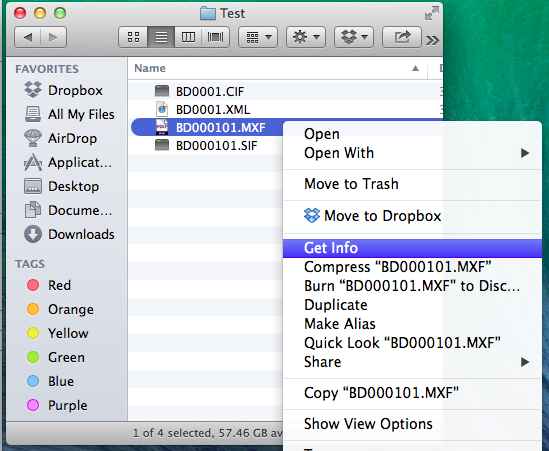 Test
FAVORITES
Dropbox
All My Files
AirDrop
Applicat...
Desktop
Docume...
Downloads
TAGS
Red
Orange
Yellow
Green
Blue
Purple
Name
BD0001.CIF
BD0001.XML
BD000101.MXF
BD000101.SIF
1 of 4 selected, 57.46 GB av
Open
Open With
Move to Trash
Move to Dropbox
Get Info
Compress “BD000101.MXF”
Burn “BD000101.MXF” to Disc...
Duplicate
Make Alias
Quick Look “BD000101.MXF”
Share
Copy “BD000101.MXF”
Show View Options